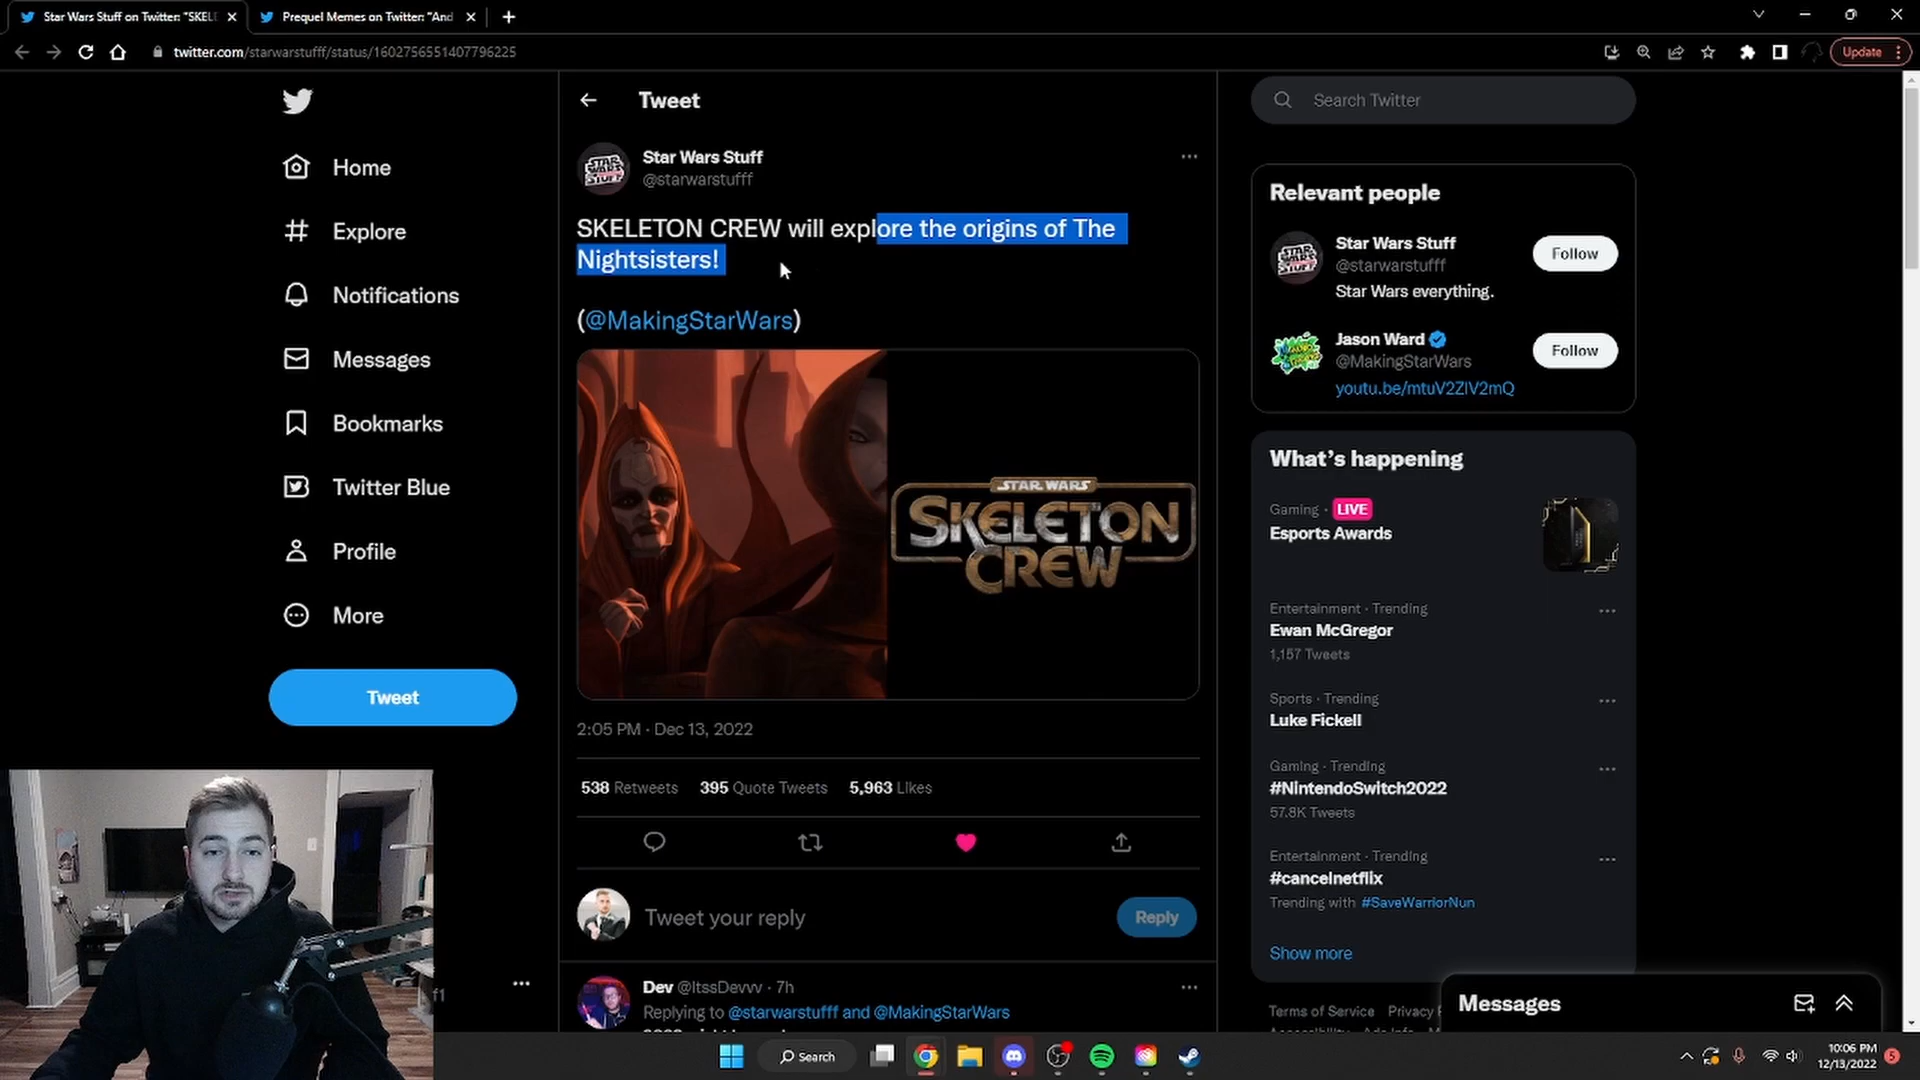 Star Wars Stuff on Twitter: "SKELE
Prequel Memes on Twitter: "And
twitter.com/starwarstufff/status/1602756551407796225
Update
Home
Explore
Notifications
Messages
Bookmarks
Twitter Blue
Profile
More
Tweet
Tweet
Star Wars Stuff
@starwarstufff
SKELETON CREW will explore the origins of The
Nightsisters!
(@MakingStarWars)
STAR WARS
SKELETON
CREW
2:05 PM · Dec 13, 2022
538 Retweets 395 Quote Tweets 5,963 Likes
Tweet your reply
Reply
Dev @ItssDevvv · 7h
Replying to @starwarstufff and @MakingStarWars
Search Twitter
Relevant people
Star Wars Stuff
@starwarstufff
Follow
Star Wars everything.
Jason Ward
@MakingStarWars
Follow
youtu.be/mtuV2ZlV2mQ
What's happening
Gaming · LIVE
Esports Awards
Entertainment · Trending
Ewan McGregor
1,157 Tweets
Sports · Trending
Luke Fickell
Gaming · Trending
#NintendoSwitch2022
57.8K Tweets
Entertainment · Trending
#cancelnetflix
Trending with #SaveWarriorNun
Show more
Terms of Service Privacy
Messages
f1
Search
10:06 PM
12/13/2022
5